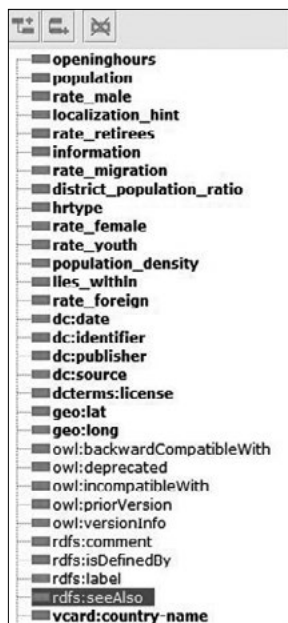 openinghours
population
rate_male
localization_hint
rate_retirees
information
rate_migration
district_population_ratio
hrtype
rate_female
rate_youth
population_density
lies_within
rate_foreign
dc:date
dc:identifier
dc:publisher
dc:source
dcterms:license
geo:lat
geo:long
owl:backwardCompatibleWith
owl:deprecated
owl:incompatibleWith
owl:priorVersion
owl:versionInfo
rdfs:comment
rdfs:isDefinedBy
rdfs:label
rdfs:seeAlso
vcard:country-name